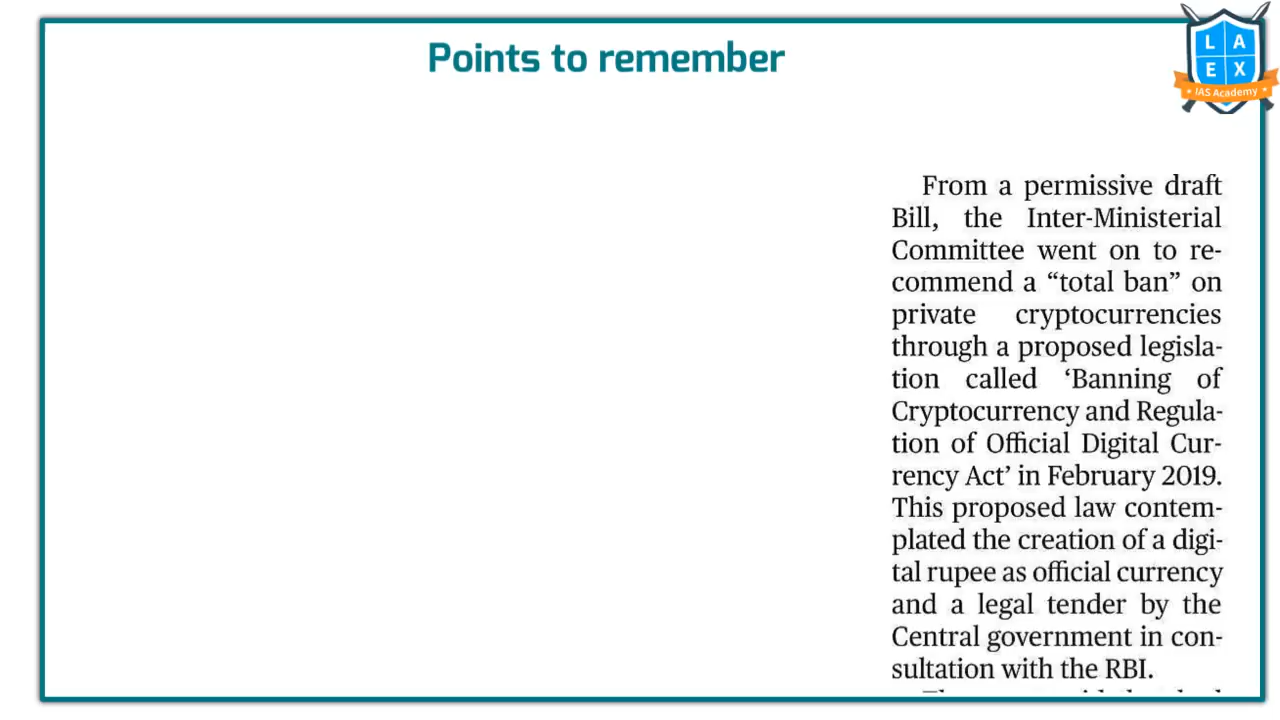 Points to remember
L A
E X
IAS Academy
From a permissive draft
Bill, the Inter-Ministerial
Committee went on to re-
commend a “total ban” on
private cryptocurrencies
through a proposed legisla-
tion called ‘Banning of
Cryptocurrency and Regula-
tion of Official Digital Cur-
rency Act’ in February 2019.
This proposed law contem-
plated the creation of a digi-
tal rupee as official currency
and a legal tender by the
Central government in con-
sultation with the RBI.